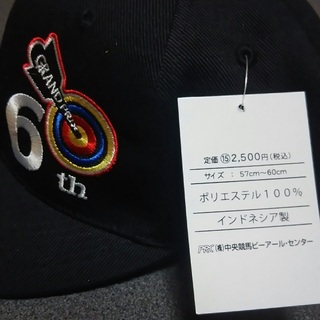 GRAND PRIX
60
th
定価 ⑮ 2,500円(税込)
サイズ : 57cm~60cm
ポリエステル100%
インドネシア製
(有)中央競馬ピーアール・センター